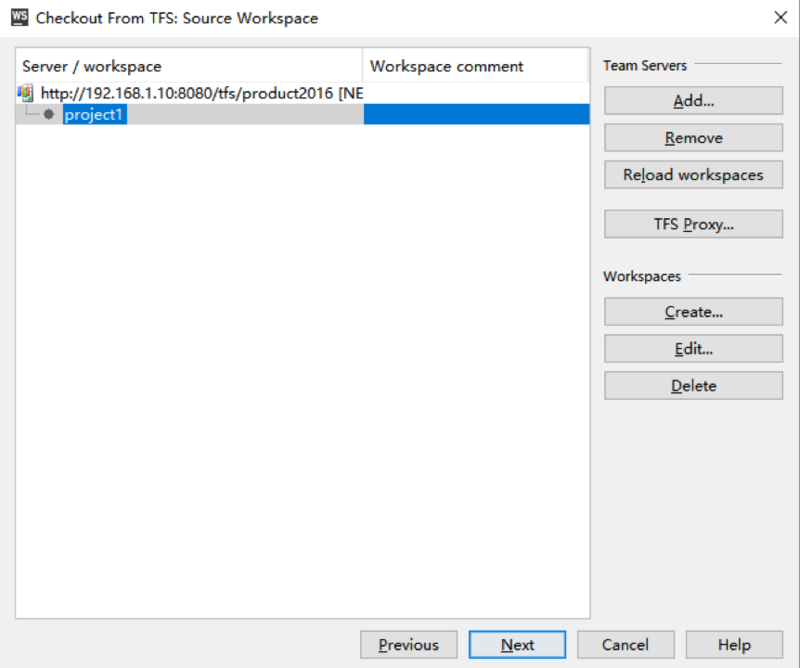 WS Checkout From TFS: Source Workspace
Server / workspace Workspace comment
http://192.168.1.10:8080/tfs/product2016 [NE
project1
Team Servers
Add...
Remove
Reload workspaces
TFS Proxy...
Workspaces
Create...
Edit...
Delete
Previous Next Cancel Help